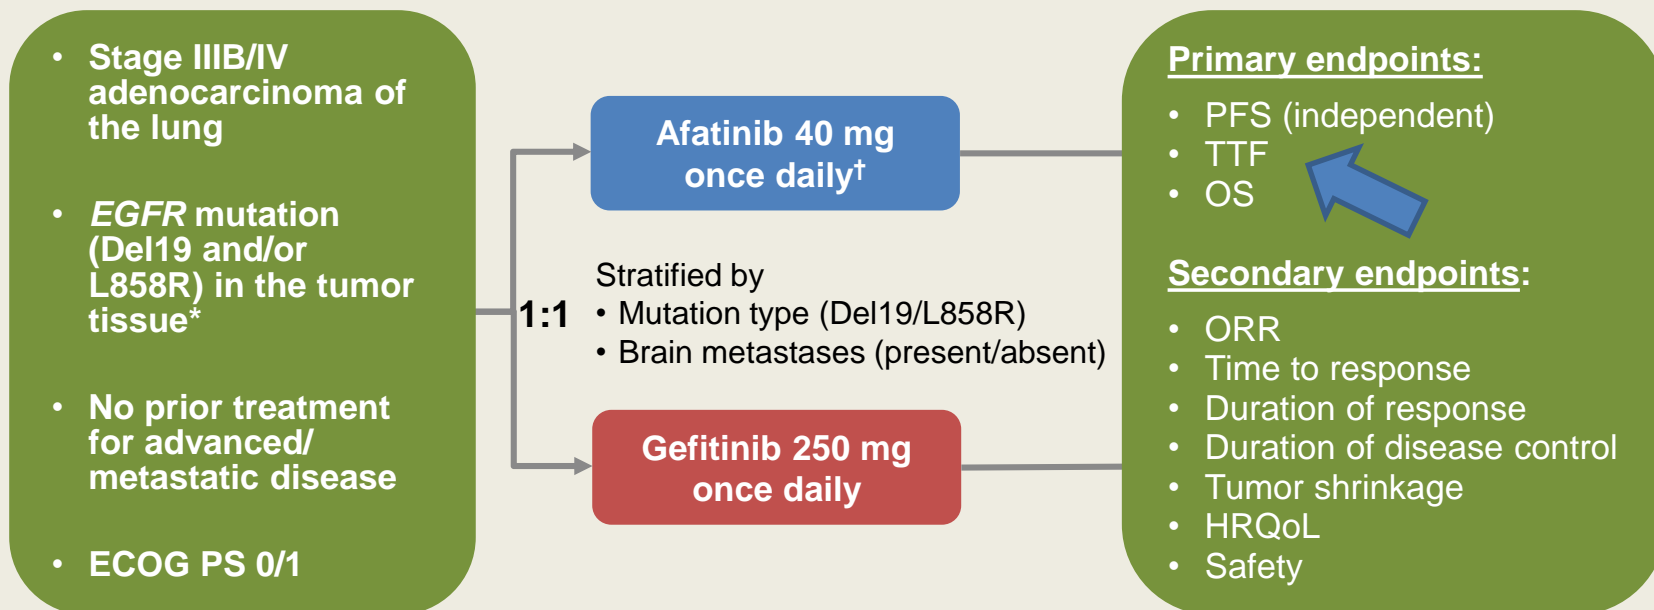 • Stage IIIB/IV
adenocarcinoma of
the lung
• EGFR mutation
(Del19 and/or
L858R) in the tumor
tissue*
• No prior treatment
for advanced/
metastatic disease
• ECOG PS 0/1
1:1
Afatinib 40 mg
once daily†
Stratified by
• Mutation type (Del19/L858R)
• Brain metastases (present/absent)
Gefitinib 250 mg
once daily
Primary endpoints:
• PFS (independent)
• TTF
• OS
Secondary endpoints:
• ORR
• Time to response
• Duration of response
• Duration of disease control
• Tumor shrinkage
• HRQoL
• Safety